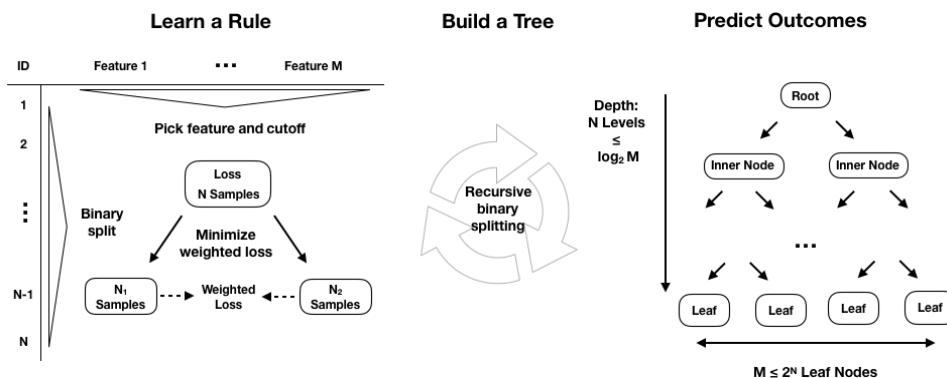 Learn a Rule
Build a Tree
Predict Outcomes
ID
Feature 1
...
Feature M
1
2
...
N-1
N
Pick feature and cutoff
Loss
N Samples
Binary
split
Minimize
weighted loss
N₁
Samples
Weighted
Loss
N₂
Samples
Recursive
binary
splitting
Depth:
N Levels
≤
log₂ M
Root
Inner Node
Inner Node
...
Leaf
Leaf
Leaf
Leaf
M ≤ 2ᴺ Leaf Nodes